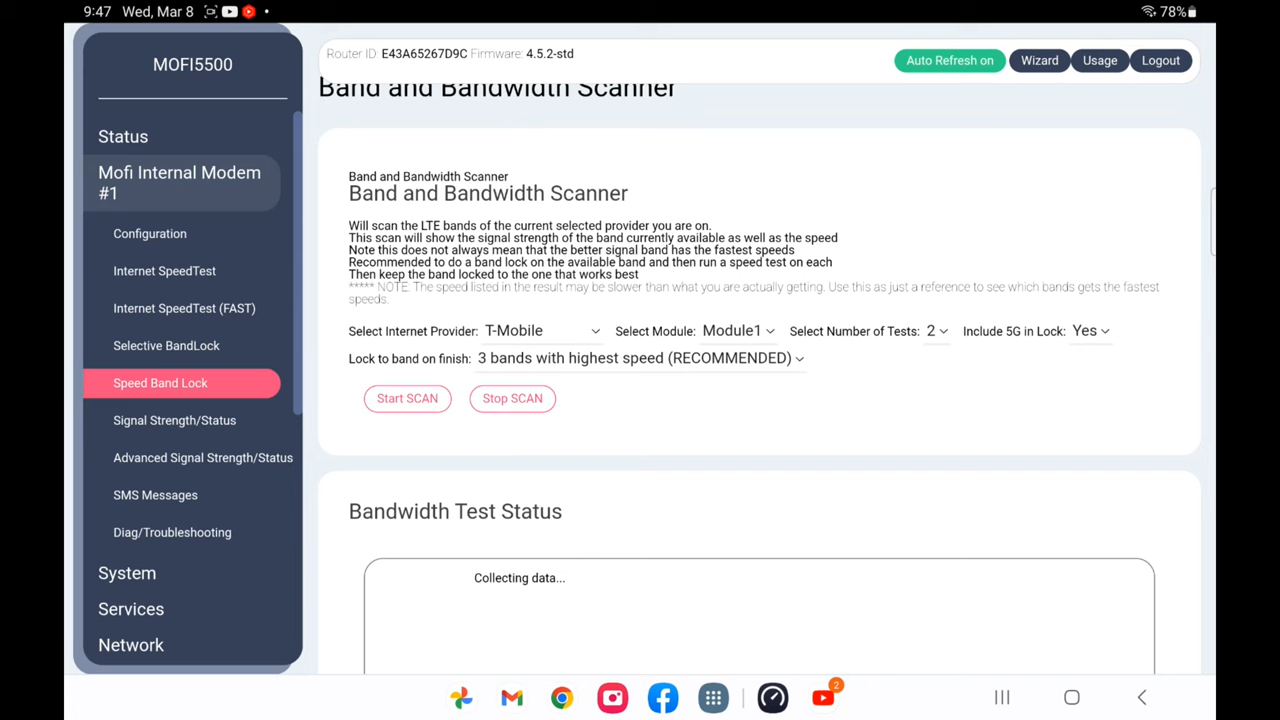 9:47 Wed, Mar 8
78%
MOFI5500
Status
Mofi Internal Modem
#1
Configuration
Internet SpeedTest
Internet SpeedTest (FAST)
Selective BandLock
Speed Band Lock
Signal Strength/Status
Advanced Signal Strength/Status
SMS Messages
Diag/Troubleshooting
System
Services
Network
Router ID: E43A65267D9C Firmware: 4.5.2-std
Auto Refresh on
Wizard
Usage
Logout
Band and Bandwidth Scanner
Band and Bandwidth Scanner
Band and Bandwidth Scanner
Will scan the LTE bands of the current selected provider you are on.
This scan will show the signal strength of the band currently available as well as the speed
Note this does not always mean that the better signal band has the fastest speeds
Recommended to do a band lock on the available band and then run a speed test on each
Then keep the band locked to the one that works best
***** NOTE: The speed listed in the result may be slower than what you are actually getting. Use this as just a reference to see which bands gets the fastest
speeds.
Select Internet Provider: T-Mobile Select Module: Module1 Select Number of Tests: 2 Include 5G in Lock: Yes
Lock to band on finish: 3 bands with highest speed (RECOMMENDED)
Start SCAN
Stop SCAN
Bandwidth Test Status
Collecting data...
2